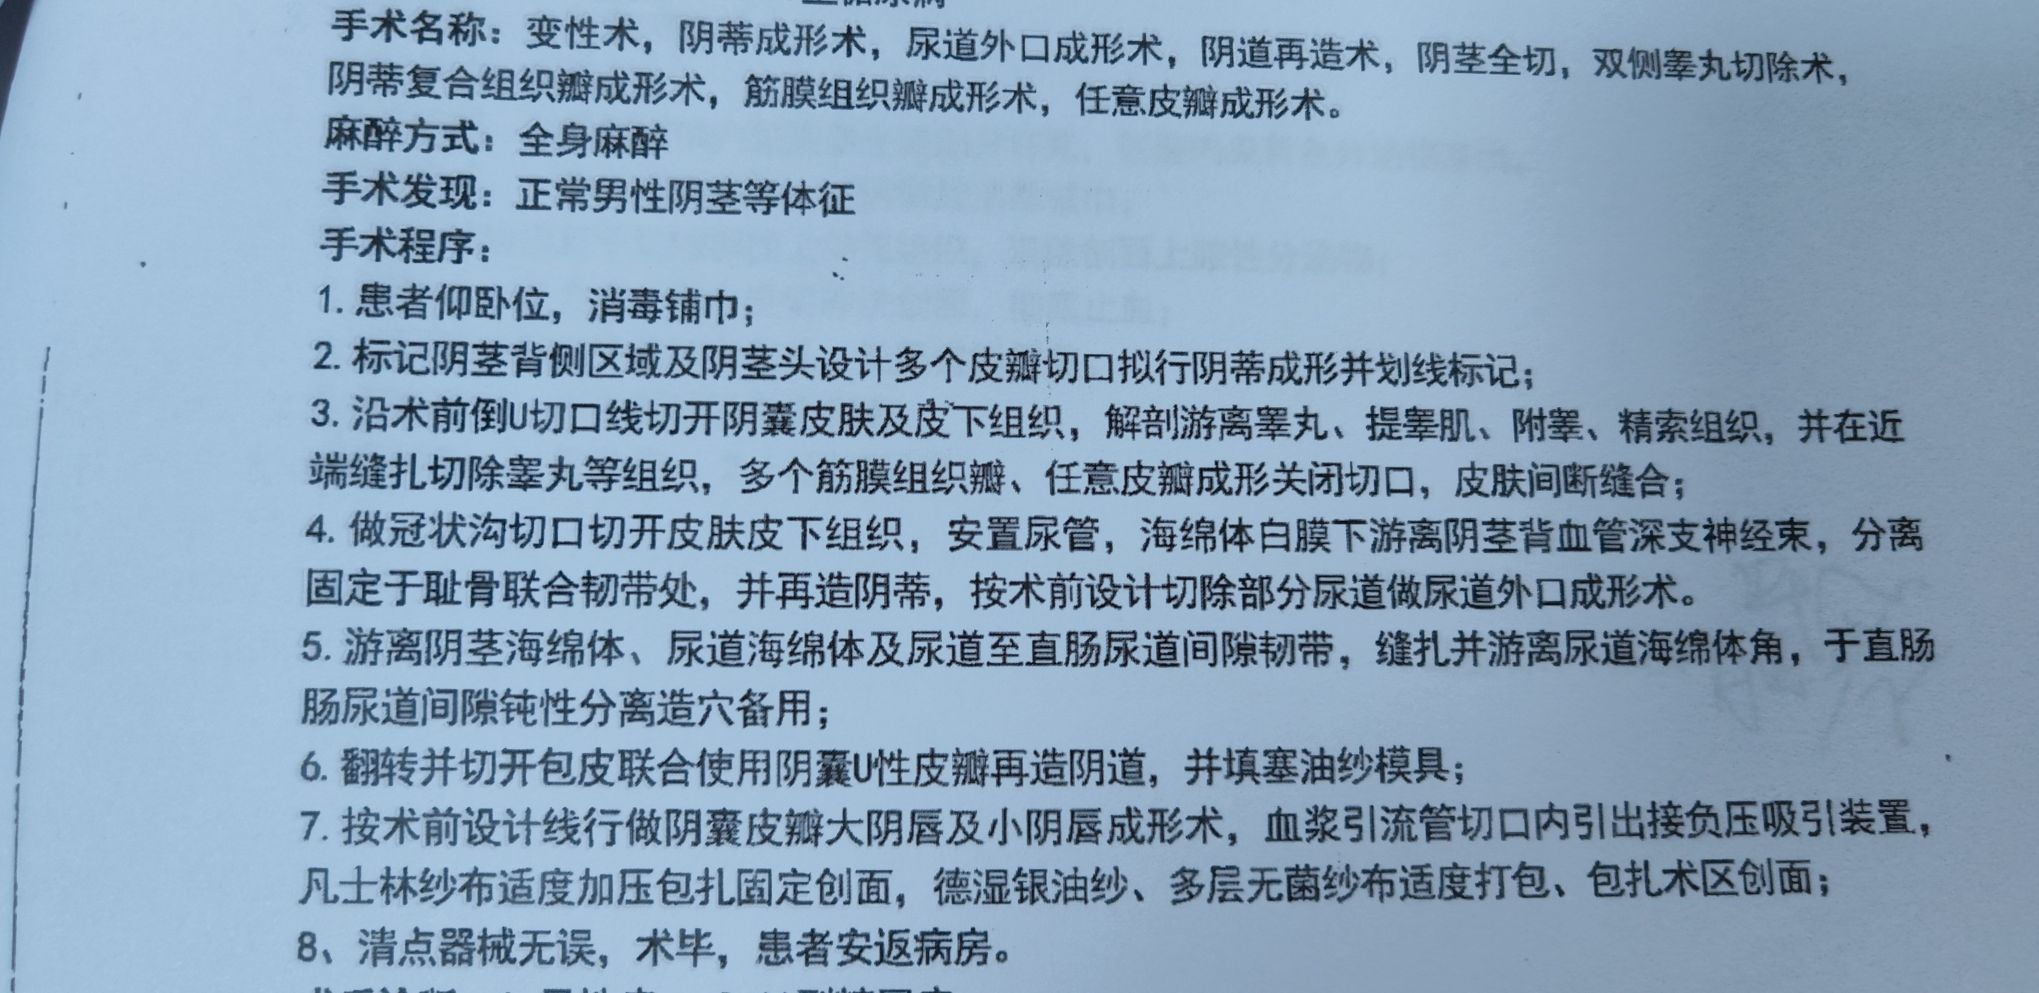 手术名称：变性术，阴蒂成形术，尿道外口成形术，阴道再造术，阴茎全切，双侧睾丸切除术，
阴蒂复合组织瓣成形术，筋膜组织瓣成形术，任意皮瓣成形术。
麻醉方式：全身麻醉
手术发现：正常男性阴茎等体征
手术程序：
1. 患者仰卧位，消毒铺巾；
2. 标记阴茎背侧区域及阴茎头设计多个皮瓣切口拟行阴蒂成形并划线标记；
3. 沿术前倒U切口线切开阴囊皮肤及皮下组织，解剖游离睾丸、提睾肌、附睾、精索组织，并在近
端缝扎切除睾丸等组织，多个筋膜组织瓣、任意皮瓣成形关闭切口，皮肤间断缝合；
4. 做冠状沟切口切开皮肤皮下组织，安置尿管，海绵体白膜下游离阴茎背血管深支神经束，分离
固定于耻骨联合韧带处，并再造阴蒂，按术前设计切除部分尿道做尿道外口成形术。
5. 游离阴茎海绵体、尿道海绵体及尿道至直肠尿道间隙韧带，缝扎并游离尿道海绵体角，于直肠
肠尿道间隙钝性分离造穴备用；
6. 翻转并切开包皮联合使用阴囊U性皮瓣再造阴道，并填塞油纱模具；
7. 按术前设计线行做阴囊皮瓣大阴唇及小阴唇成形术，血浆引流管切口内引出接负压吸引装置，
凡士林纱布适度加压包扎固定创面，德湿银油纱、多层无菌纱布适度打包、包扎术区创面；
8、清点器械无误，术毕，患者安返病房。